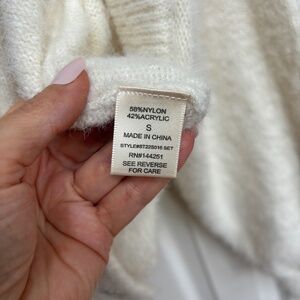 58%NYLON
42%ACRYLIC
S
MADE IN CHINA
STYLE#ST225016 SET
RN#144251
SEE REVERSE
FOR CARE